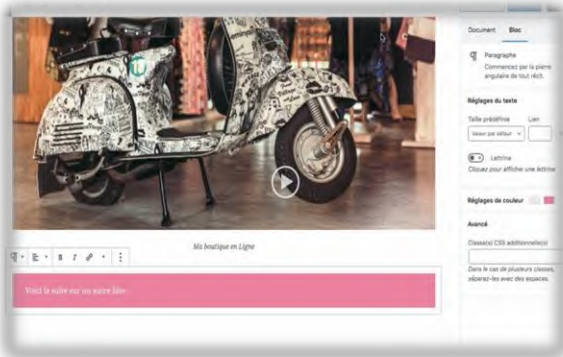 Document Bloc
Paragraphe
Commencez par la pierre
angulaire de tout récit.
Réglages du texte
Taille prédéfinie Lien
Valeur par défaut
Lettrine
Cliquez pour afficher une lettrine
Réglages de couleur
Avancé
Classe(s) CSS additionnelle(s)
Dans le cas de plusieurs classes,
séparez-les avec des espaces.
Ma boutique en Ligne
B I
Voici la suite sur un autre bloc